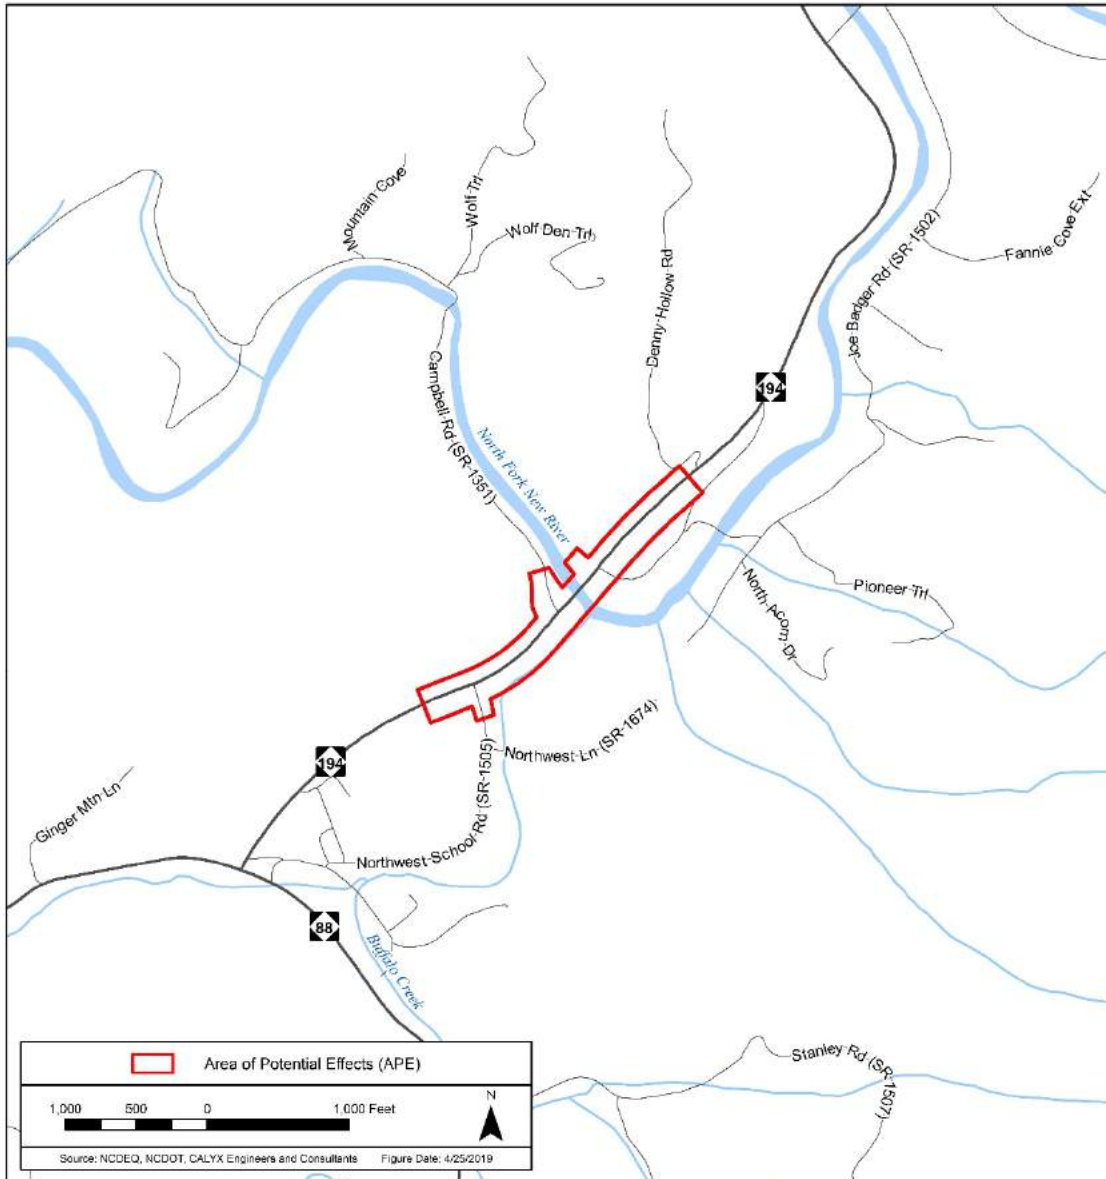 Mountain Cove
Wolf Trl
Wolf Den Trl
Denny Hollow Rd
Joe Badger Rd (SR-1502)
Fannie Cove Ext
194
Campbell Rd (SR-1351)
North Fork New River
North Acorn Dr
Pioneer Trl
Northwest Ln (SR-1674)
194
Ginger Mtn Ln
Northwest School Rd (SR-1505)
88
Buffalo Creek
Stanley Rd (SR-1507)
Area of Potential Effects (APE)
1,000 500 0 1,000 Feet
N
Source: NCDEQ, NCDOT, CALYX Engineers and Consultants Figure Date: 4/25/2019